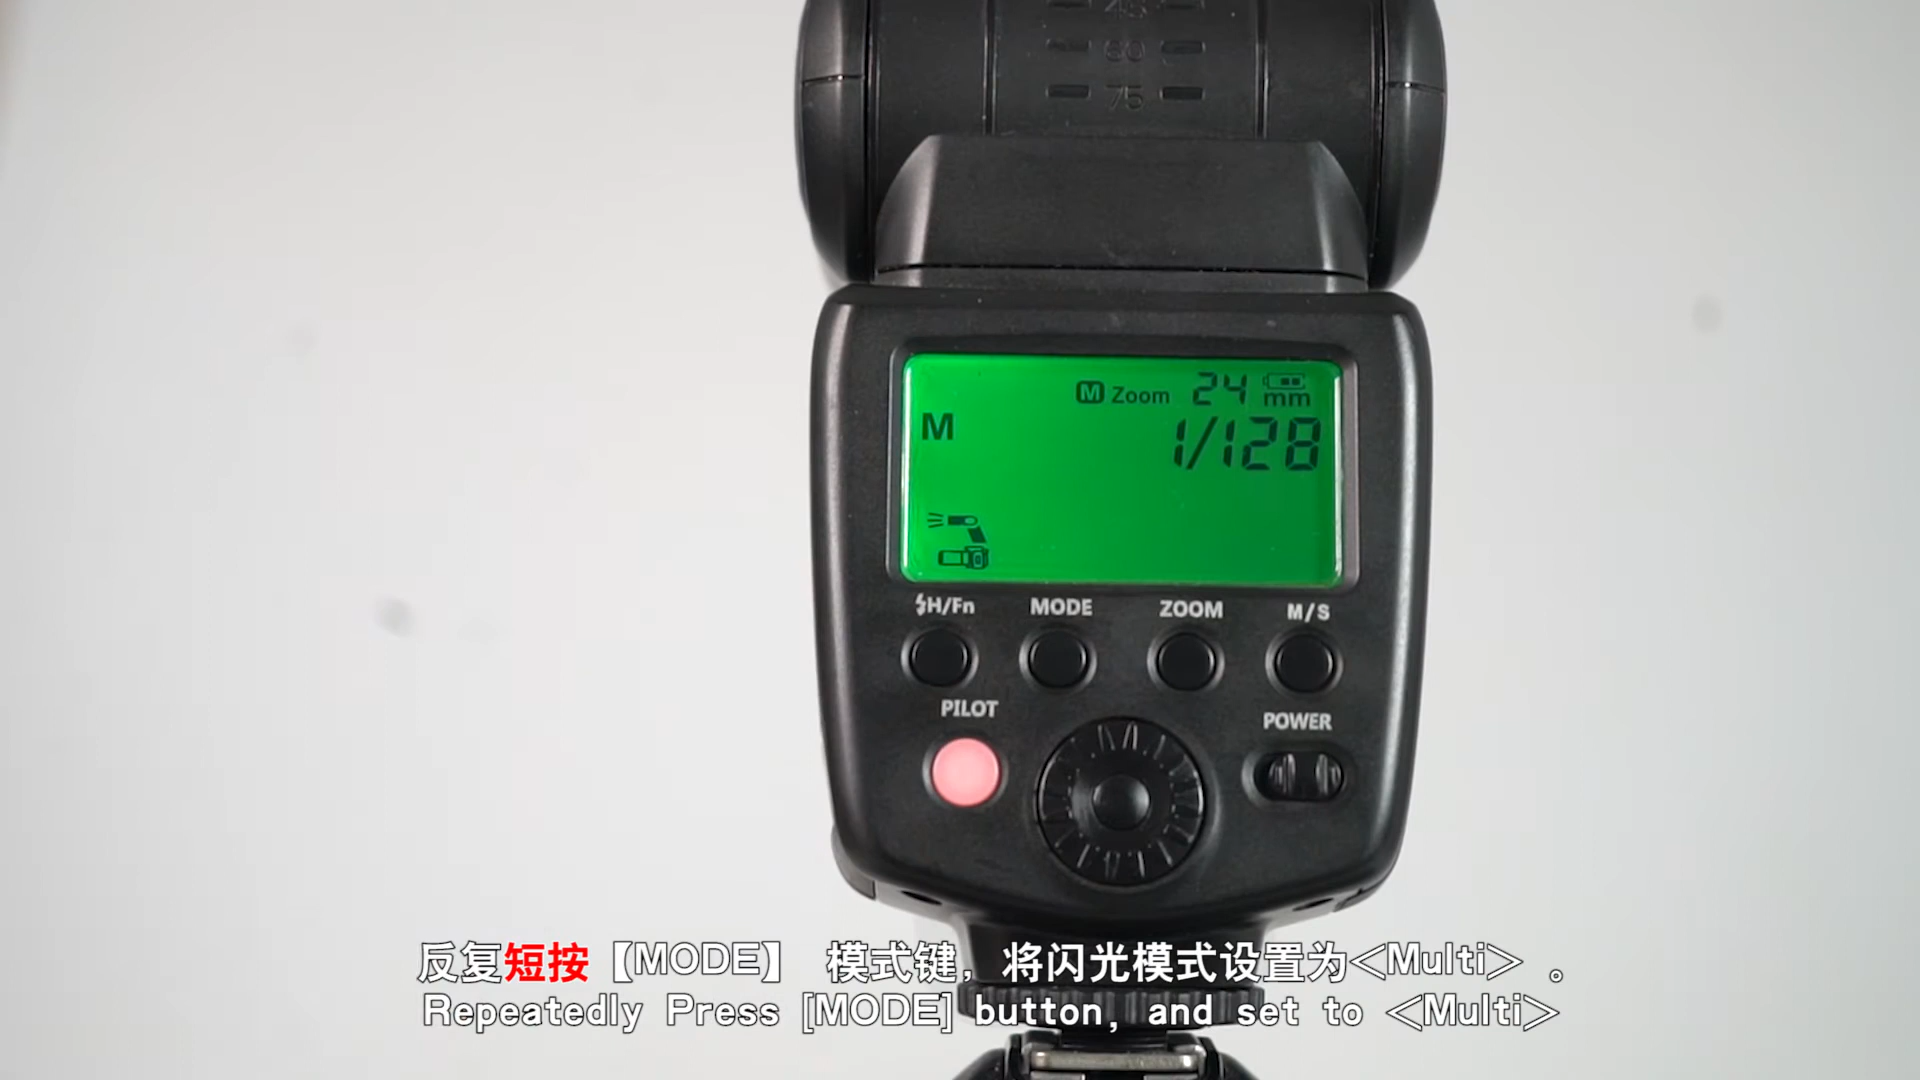 45
60
75
M Zoom 24 mm
M 1/128
H/Fn MODE ZOOM M/S
PILOT POWER
反复短按【MODE】 模式键，将闪光模式设置为<Multi> 。
Repeatedly Press [MODE] button, and set to <Multi>